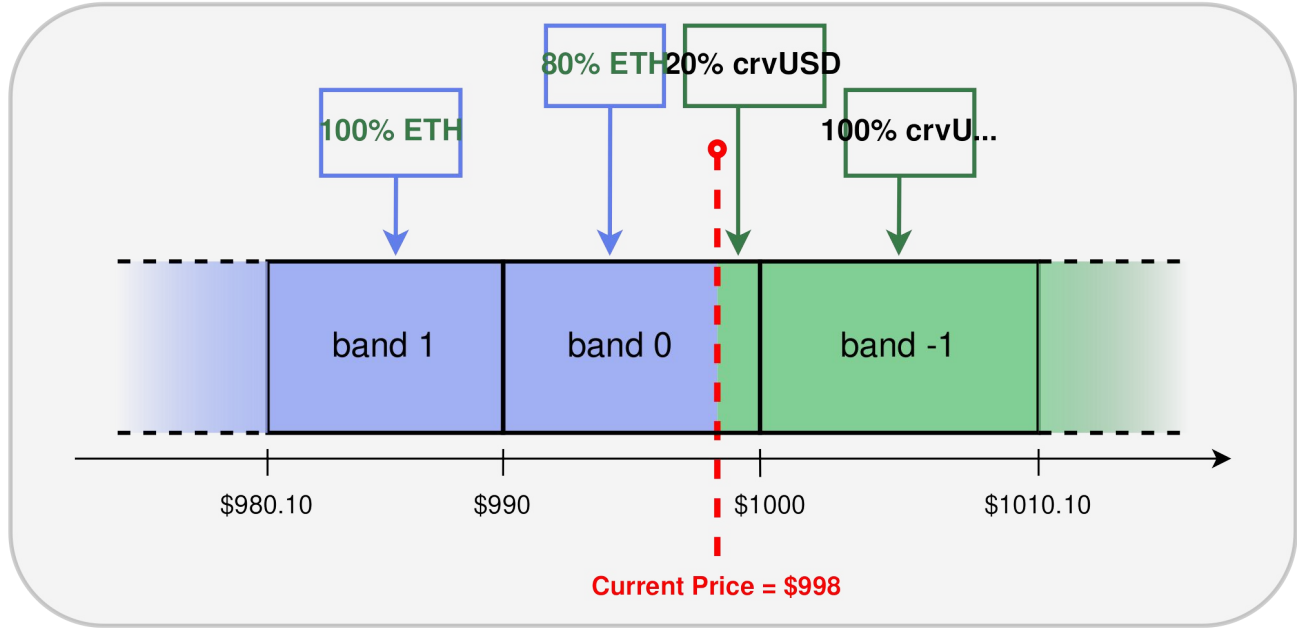 80% ETH
20% crvUSD
100% ETH
100% crvU...
band 1
band 0
band -1
$980.10
$990
$1000
$1010.10
Current Price = $998